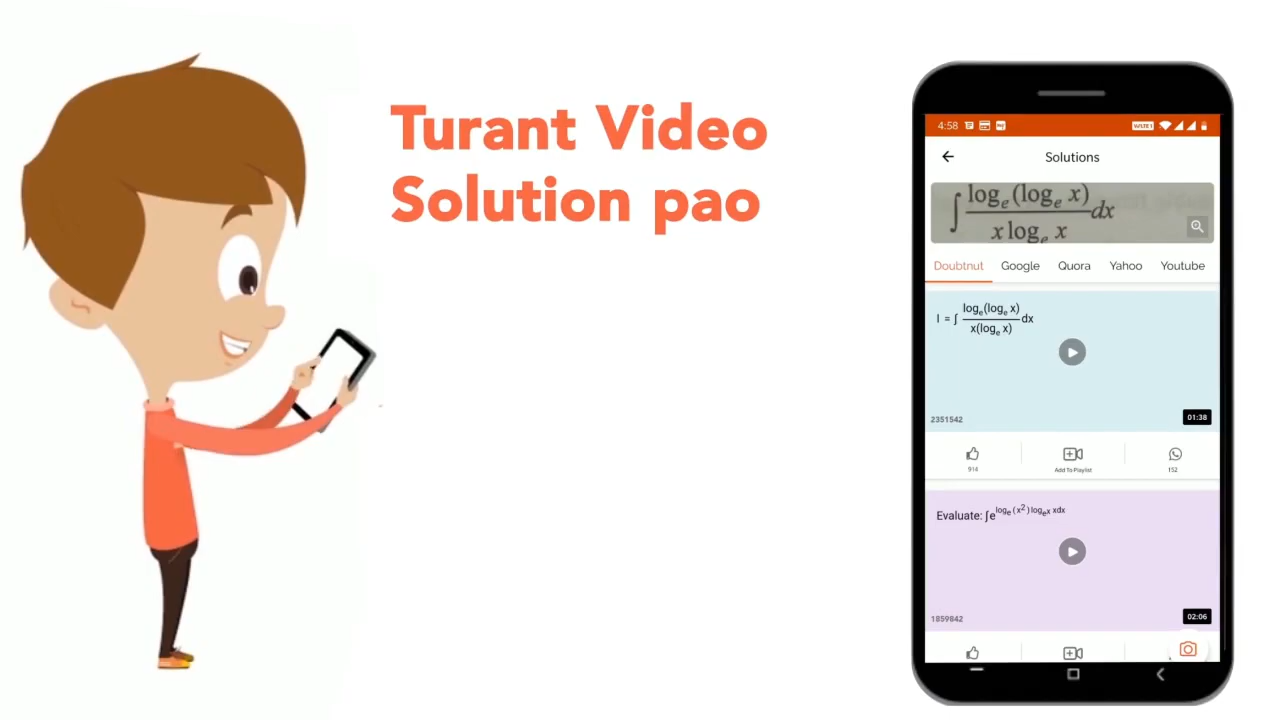 Turant Video
Solution pao
4:58
Solutions
∫ logₑ(logₑ x) / x logₑ x dx
Doubtnut Google Quora Yahoo Youtube
I = ∫ logₑ(logₑ x) / x(logₑ x) dx
2351542 01:38
914 Add To Playlist 152
Evaluate: ∫e^logₑ(x²)logₑx xdx
1859842 02:06